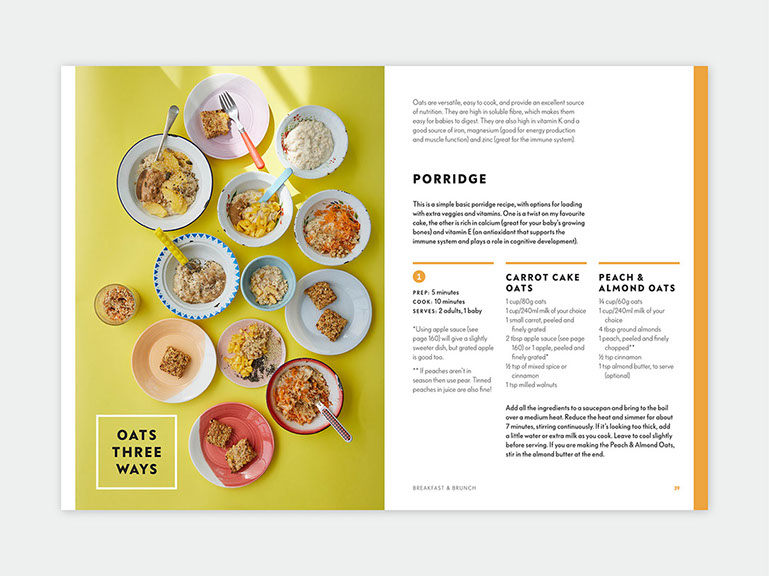 OATS
THREE
WAYS
Oats are versatile, easy to cook, and provide an excellent source
of nutrition. They are high in soluble fibre, which makes them
easy for babies to digest. They are also high in vitamin K and a
good source of iron, magnesium (good for energy production
and muscle function) and zinc (great for the immune system).
PORRIDGE
This is a simple basic porridge recipe, with options for loading
with extra veggies and vitamins. One is a twist on my favourite
cake, the other is rich in calcium (great for your baby's growing
bones) and vitamin E (an antioxidant that supports the
immune system and plays a role in cognitive development).
1
PREP: 5 minutes
COOK: 10 minutes
SERVES: 2 adults, 1 baby
*Using apple sauce (see
page 160) will give a slightly
sweeter dish, but grated apple
is good too.
** If peaches aren't in
season then use pear. Tinned
peaches in juice are also fine!
CARROT CAKE
OATS
1 cup/80g oats
1 cup/240ml milk of your choice
1 small carrot, peeled and
finely grated
2 tbsp apple sauce (see page
160) or 1 apple, peeled and
finely grated*
½ tsp of mixed spice or
cinnamon
1 tsp milled walnuts
PEACH &
ALMOND OATS
¾ cup/60g oats
1 cup/240ml milk of your
choice
4 tbsp ground almonds
1 peach, peeled and finely
chopped**
½ tsp cinnamon
1 tsp almond butter, to serve
(optional)
Add all the ingredients to a saucepan and bring to the boil
over a medium heat. Reduce the heat and simmer for about
7 minutes, stirring continuously. If it's looking too thick, add
a little water or extra milk as you cook. Leave to cool slightly
before serving. If you are making the Peach & Almond Oats,
stir in the almond butter at the end.
BREAKFAST & BRUNCH
39